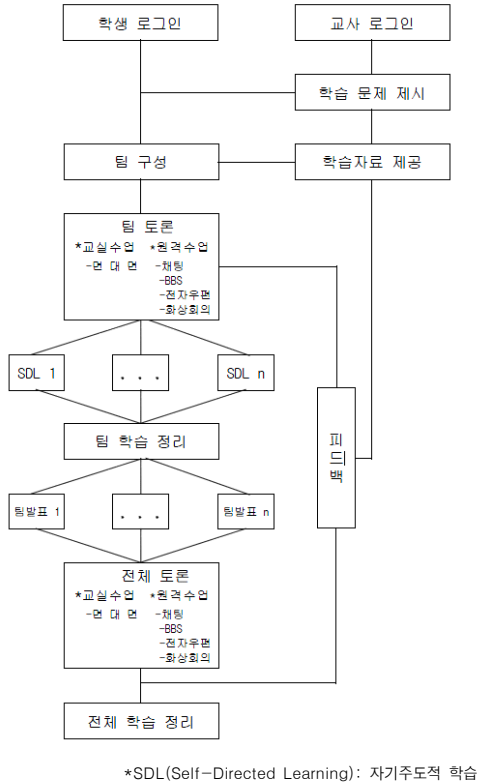 학생 로그인
교사 로그인
학습 문제 제시
팀 구성
학습자료 제공
팀 토론
*교실수업 *원격수업
-면 대 면 -채팅
-BBS
-전자우편
-화상회의
SDL 1
. . .
SDL n
피
드
백
팀 학습 정리
팀발표 1
. . .
팀발표 n
전체 토론
*교실수업 *원격수업
-면 대 면 -채팅
-BBS
-전자우편
-화상회의
전체 학습 정리
*SDL(Self-Directed Learning): 자기주도적 학습